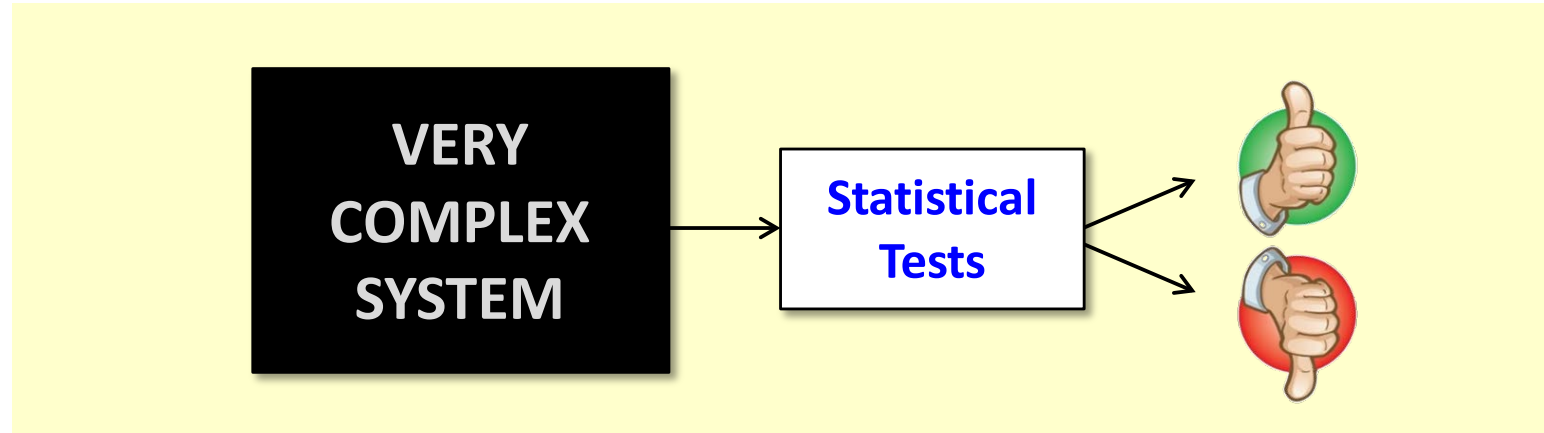 VERY
COMPLEX
SYSTEM
Statistical
Tests